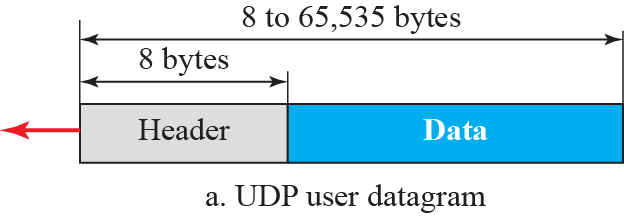 8 to 65,535 bytes
8 bytes
Header Data
a. UDP user datagram